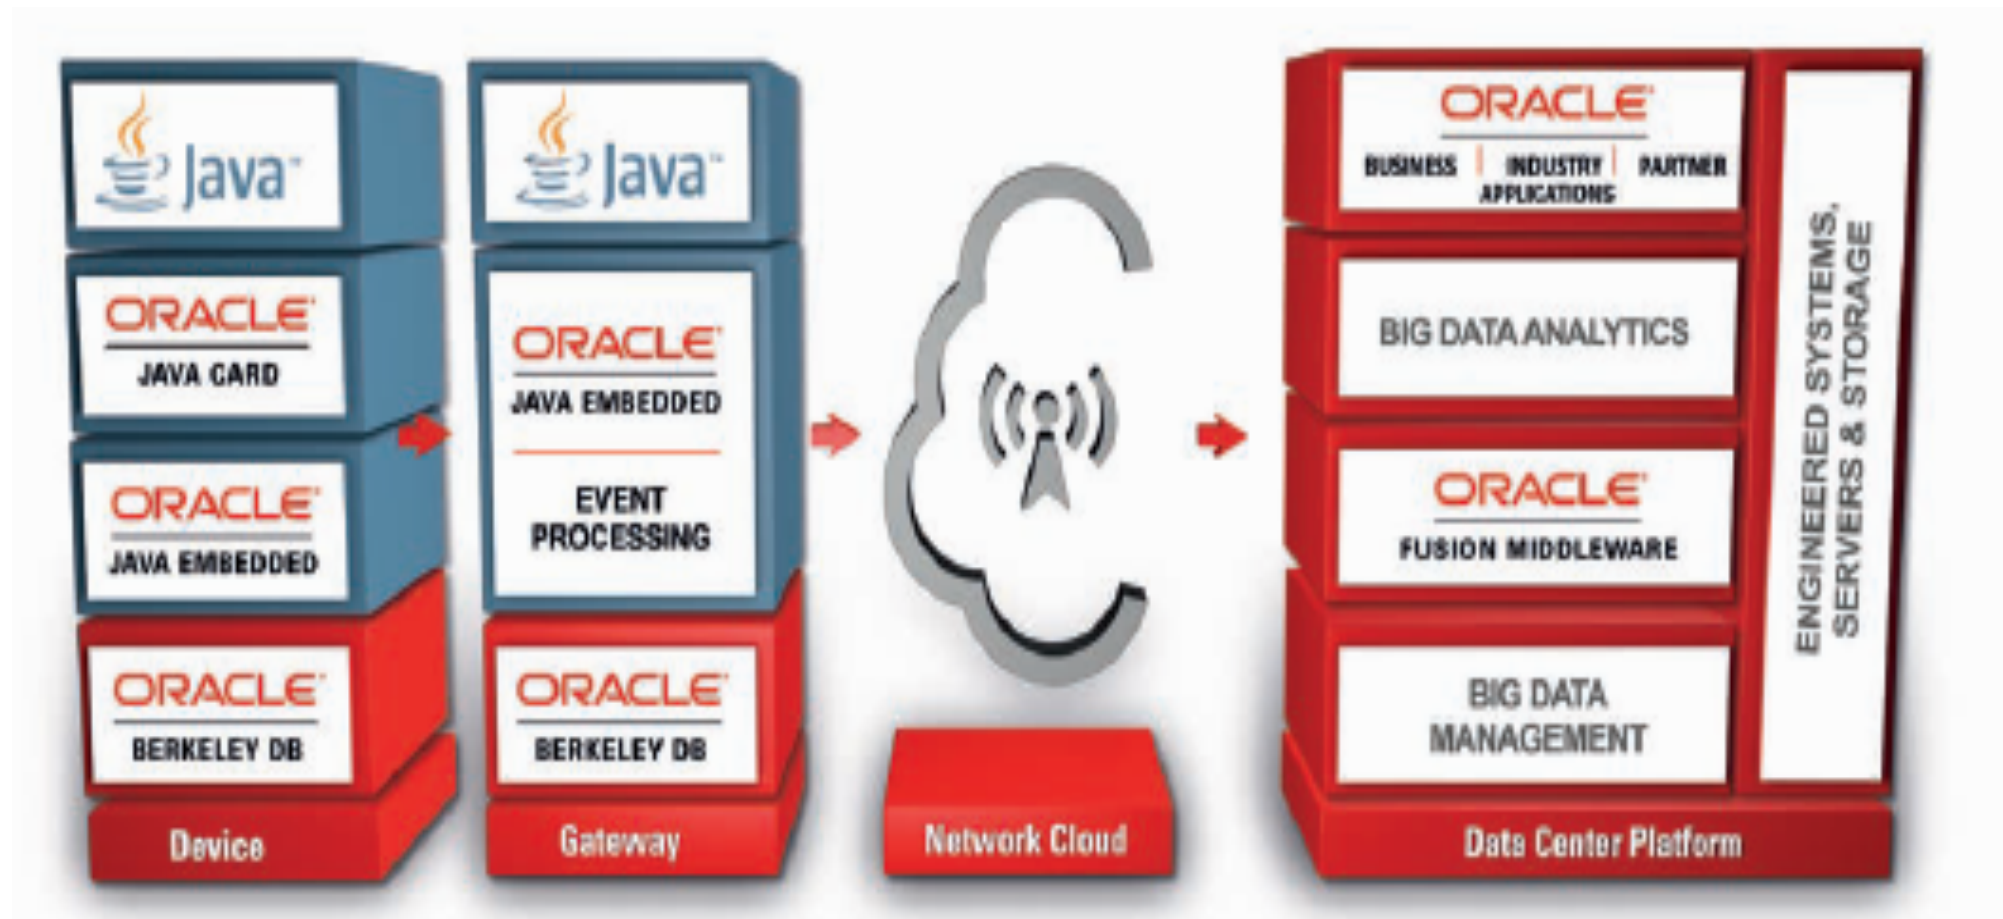 Java™
ORACLE
JAVA CARD
ORACLE
JAVA EMBEDDED
ORACLE
BERKELEY DB
Device
Java™
ORACLE
JAVA EMBEDDED
EVENT
PROCESSING
ORACLE
BERKELEY DB
Gateway
Network Cloud
ORACLE
BUSINESS | INDUSTRY | PARTNER
APPLICATIONS
BIG DATA ANALYTICS
ORACLE
FUSION MIDDLEWARE
BIG DATA
MANAGEMENT
ENGINEERED SYSTEMS,
SERVERS & STORAGE
Data Center Platform